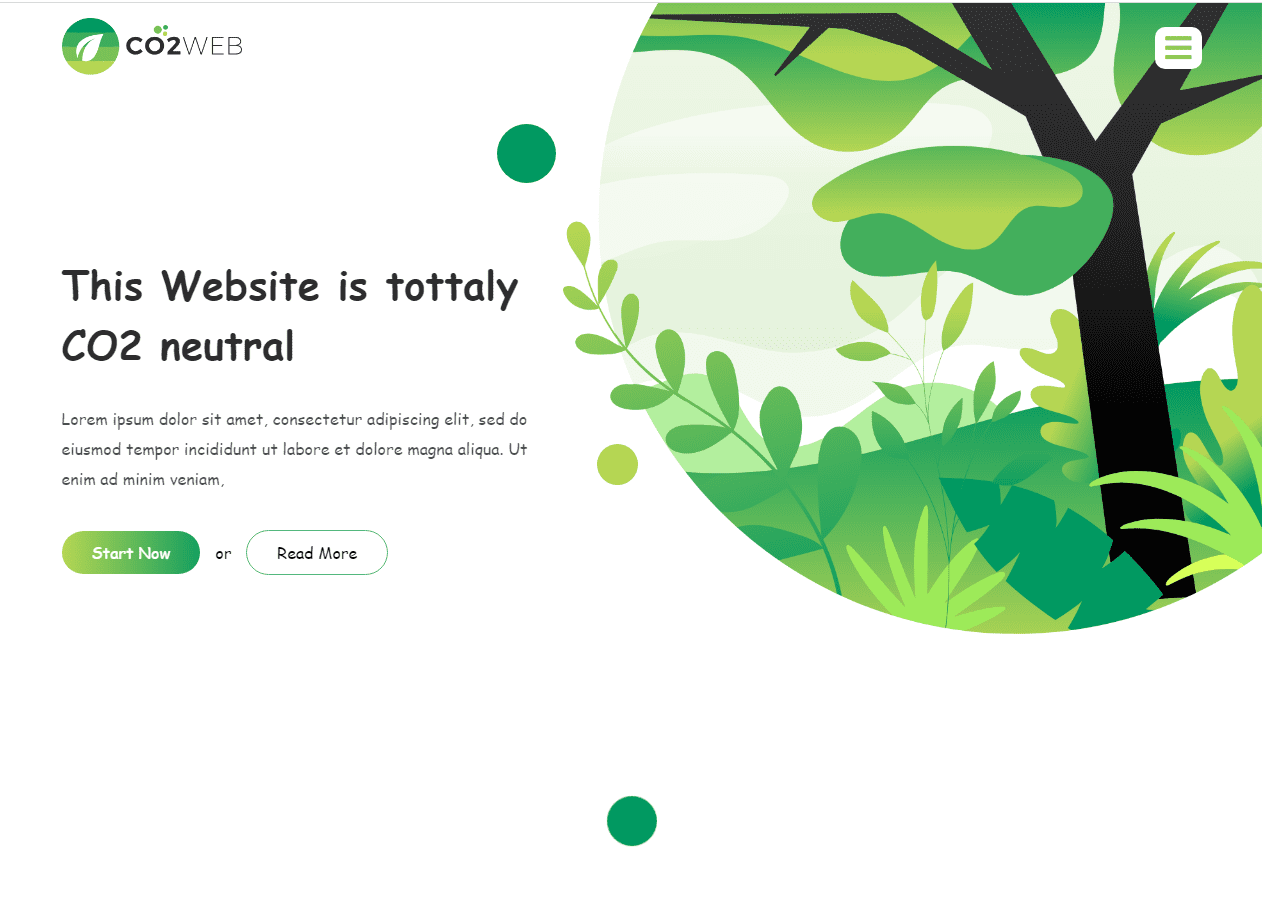 CO2WEB
This Website is tottaly
CO2 neutral
Lorem ipsum dolor sit amet, consectetur adipiscing elit, sed do
eiusmod tempor incididunt ut labore et dolore magna aliqua. Ut
enim ad minim veniam,
Start Now or Read More